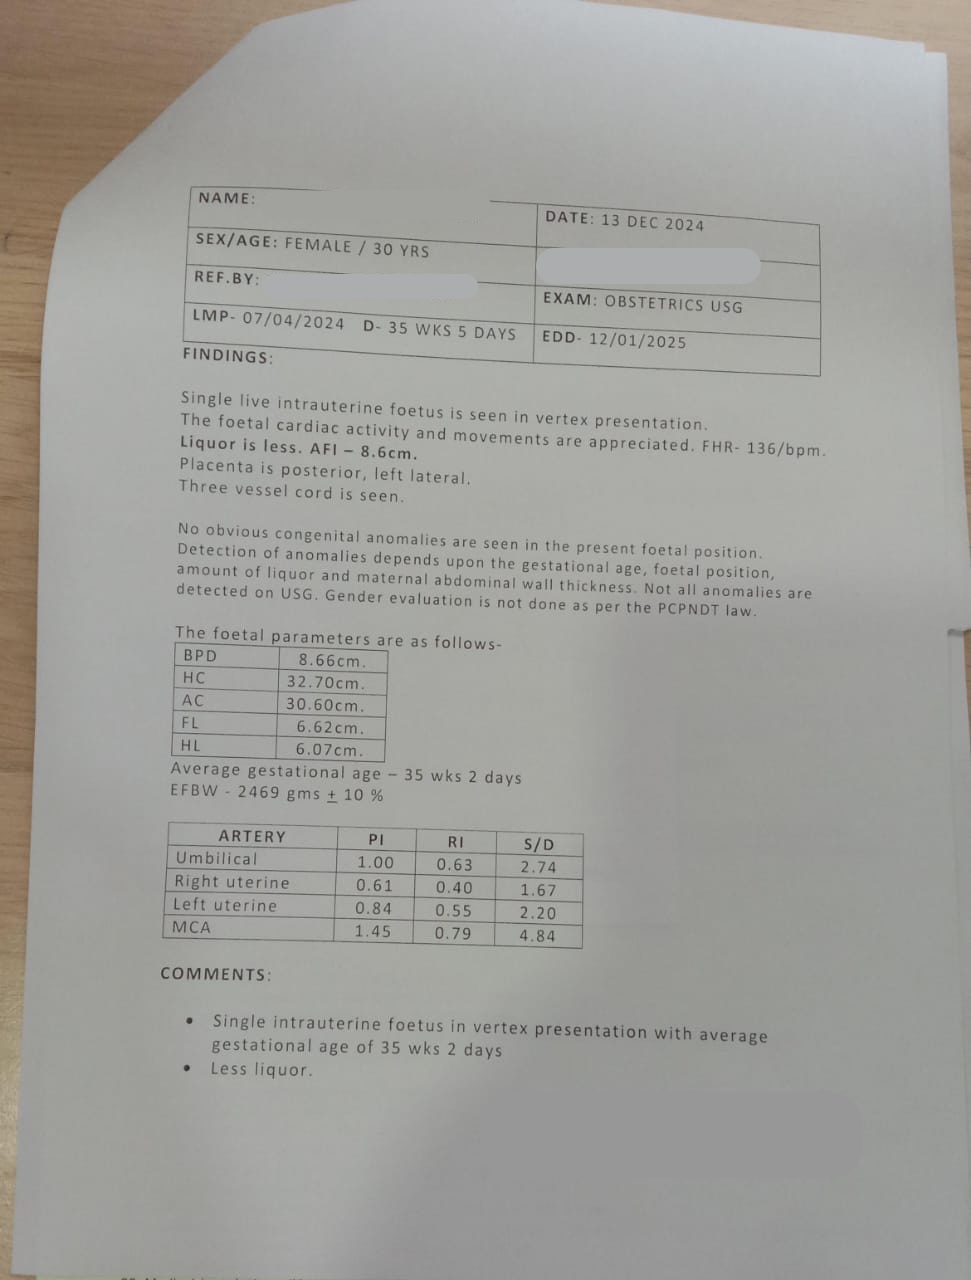 NAME:
DATE: 13 DEC 2024
SEX/AGE: FEMALE / 30 YRS
REF.BY:
EXAM: OBSTETRICS USG
LMP- 07/04/2024 D- 35 WKS 5 DAYS
EDD- 12/01/2025
FINDINGS:
Single live intrauterine foetus is seen in vertex presentation.
The foetal cardiac activity and movements are appreciated. FHR- 136/bpm.
Liquor is less. AFI – 8.6cm.
Placenta is posterior, left lateral.
Three vessel cord is seen.
No obvious congenital anomalies are seen in the present foetal position.
Detection of anomalies depends upon the gestational age, foetal position,
amount of liquor and maternal abdominal wall thickness. Not all anomalies are
detected on USG. Gender evaluation is not done as per the PCPNDT law.
The foetal parameters are as follows-
BPD 8.66cm.
HC 32.70cm.
AC 30.60cm.
FL 6.62cm.
HL 6.07cm.
Average gestational age – 35 wks 2 days
EFBW - 2469 gms ± 10 %
ARTERY PI RI S/D
Umbilical 1.00 0.63 2.74
Right uterine 0.61 0.40 1.67
Left uterine 0.84 0.55 2.20
MCA 1.45 0.79 4.84
COMMENTS:
• Single intrauterine foetus in vertex presentation with average
gestational age of 35 wks 2 days
• Less liquor.